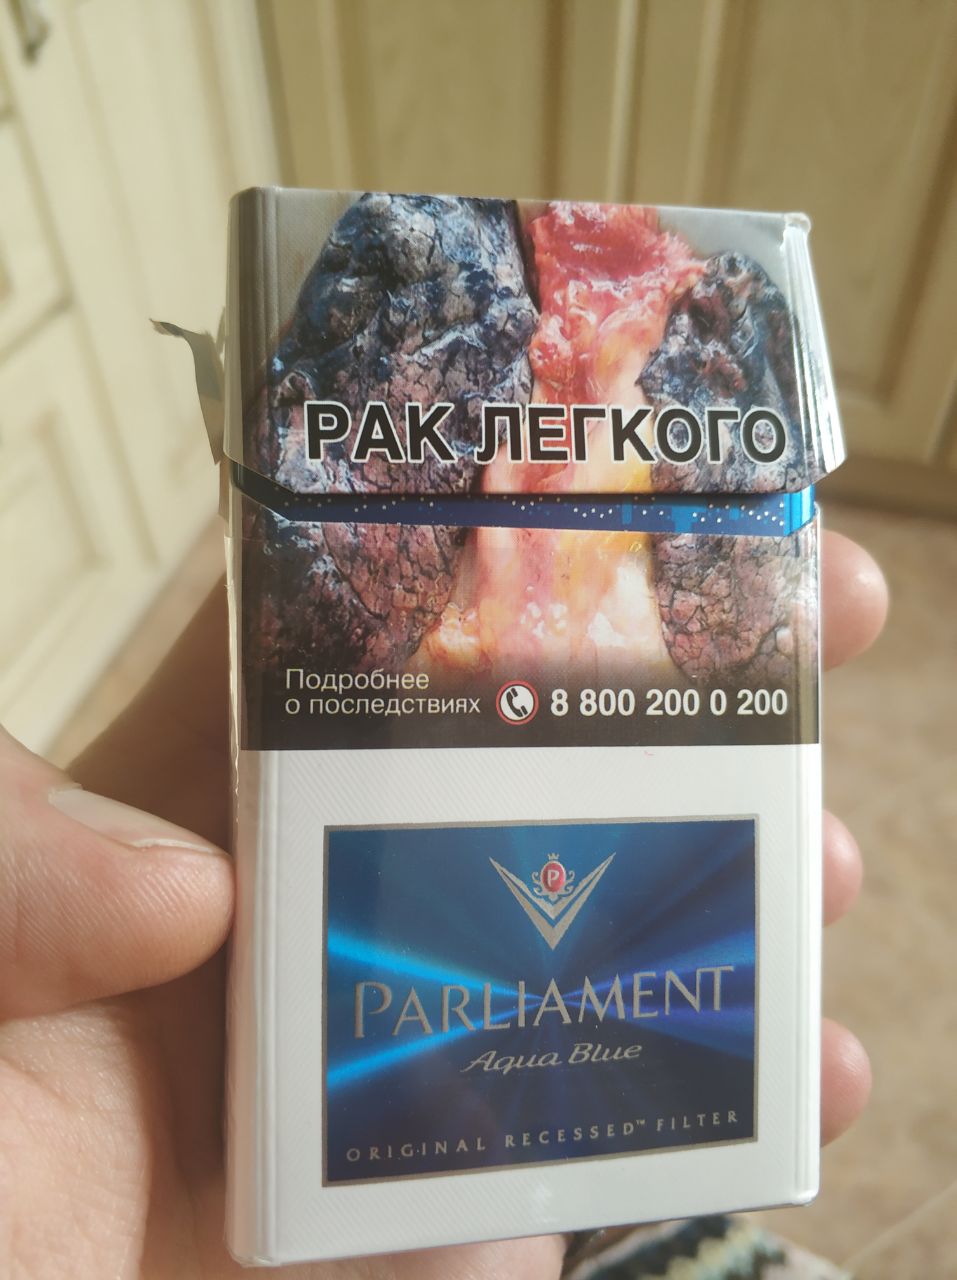 РАК ЛЕГКОГО
Подробнее
о последствиях 8 800 200 0 200
P
PARLIAMENT
Aqua Blue
ORIGINAL RECESSED™ FILTER